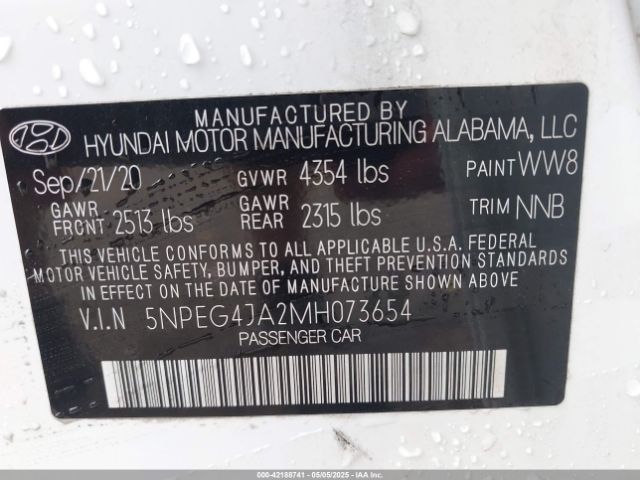 MANUFACTURED BY
HYUNDAI MOTOR MANUFACTURING ALABAMA, LLC
Sep/21/20 GVWR 4354 lbs PAINT WW8
GAWR FRONT 2513 lbs GAWR REAR 2315 lbs TRIM NNB
THIS VEHICLE CONFORMS TO ALL APPLICABLE U.S.A. FEDERAL
MOTOR VEHICLE SAFETY, BUMPER, AND THEFT PREVENTION STANDARDS
IN EFFECT ON THE DATE OF MANUFACTURE SHOWN ABOVE.
V.I.N 5NPEG4JA2MH073654
PASSENGER CAR
000-42188741 - 05/05/2025 - IAAI.COM